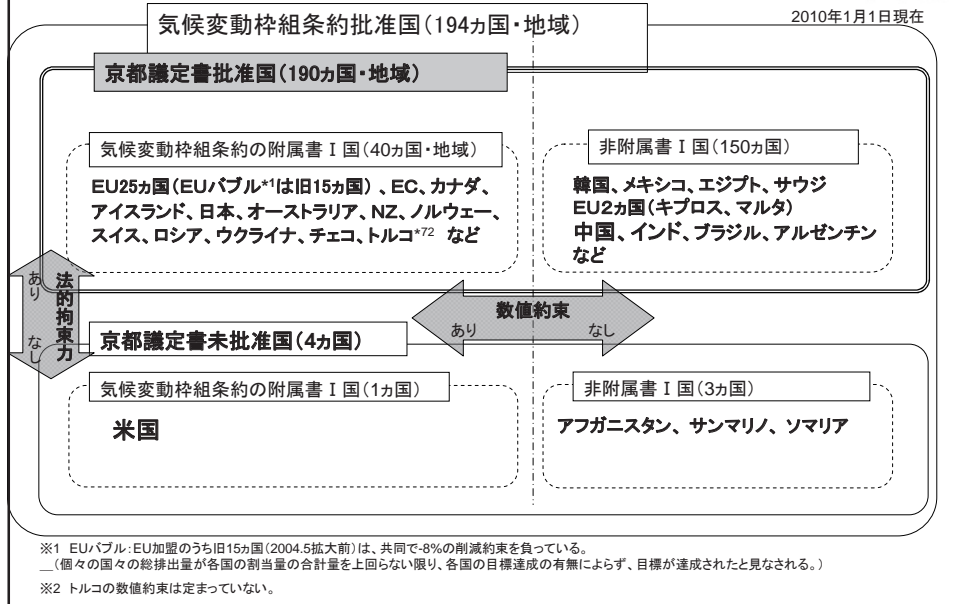 2010年1月1日現在
気候変動枠組条約批准国(194ヵ国・地域)
京都議定書批准国(190ヵ国・地域)
気候変動枠組条約の附属書Ⅰ国(40ヵ国・地域)
EU25ヵ国(EUバブル*1は旧15ヵ国)、EC、カナダ、
アイスランド、日本、オーストラリア、NZ、ノルウェー、
スイス、ロシア、ウクライナ、チェコ、トルコ*72 など
非附属書Ⅰ国(150ヵ国)
韓国、メキシコ、エジプト、サウジ
EU2ヵ国(キプロス、マルタ)
中国、インド、ブラジル、アルゼンチン
など
法的拘束力
あり
なし
数値約束
あり なし
京都議定書未批准国(4ヵ国)
気候変動枠組条約の附属書Ⅰ国(1ヵ国)
米国
非附属書Ⅰ国(3ヵ国)
アフガニスタン、サンマリノ、ソマリア
※1 EUバブル:EU加盟のうち旧15ヵ国(2004.5拡大前)は、共同で-8%の削減約束を負っている。
__(個々の国々の総排出量が各国の割当量の合計量を上回らない限り、各国の目標達成の有無によらず、目標が達成されたと見なされる。)
※2 トルコの数値約束は定まっていない。